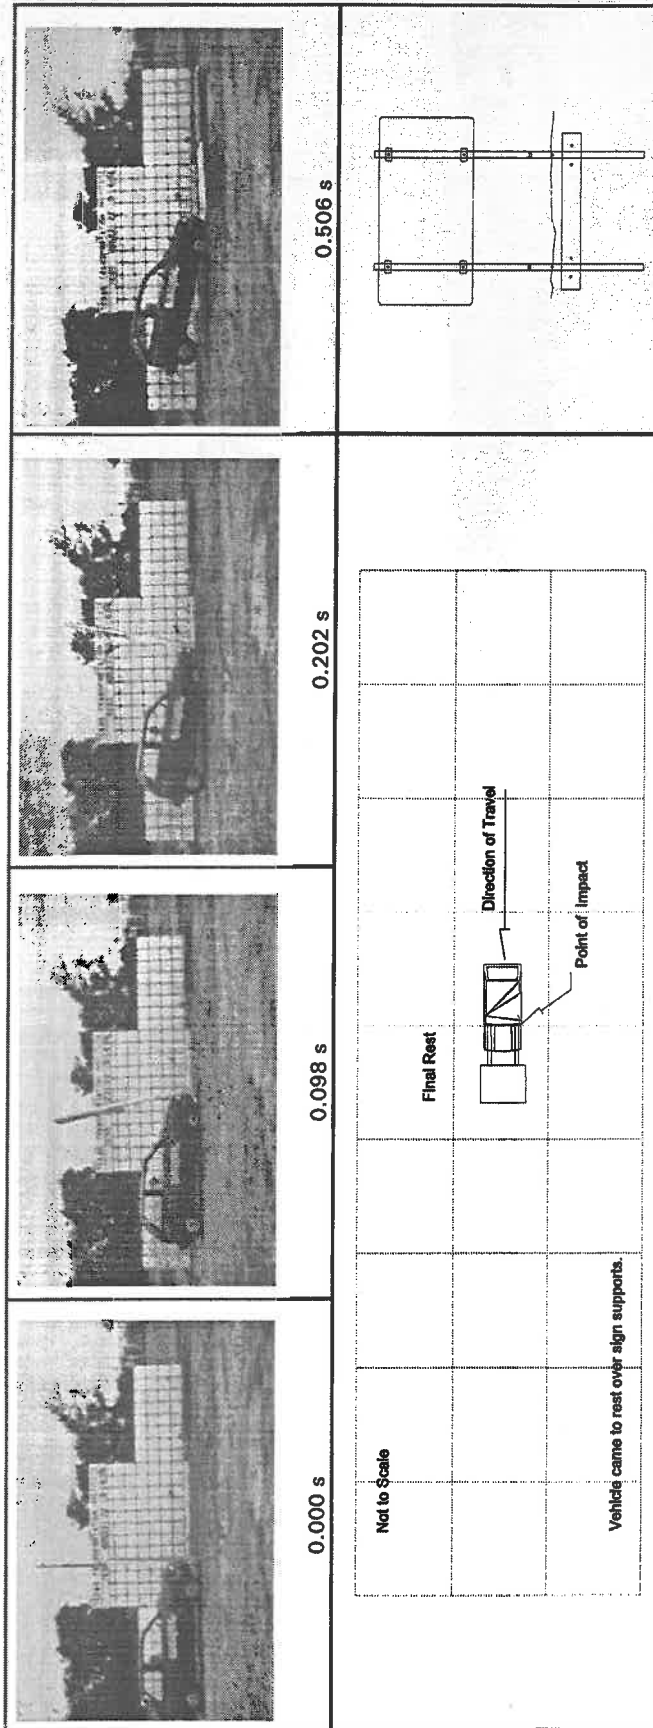 0.000 s
0.098 s
0.202 s
0.506 s
Not to Scale
Final Rest
Direction of Travel
Point of Impact
Vehicle came to rest over sign supports.